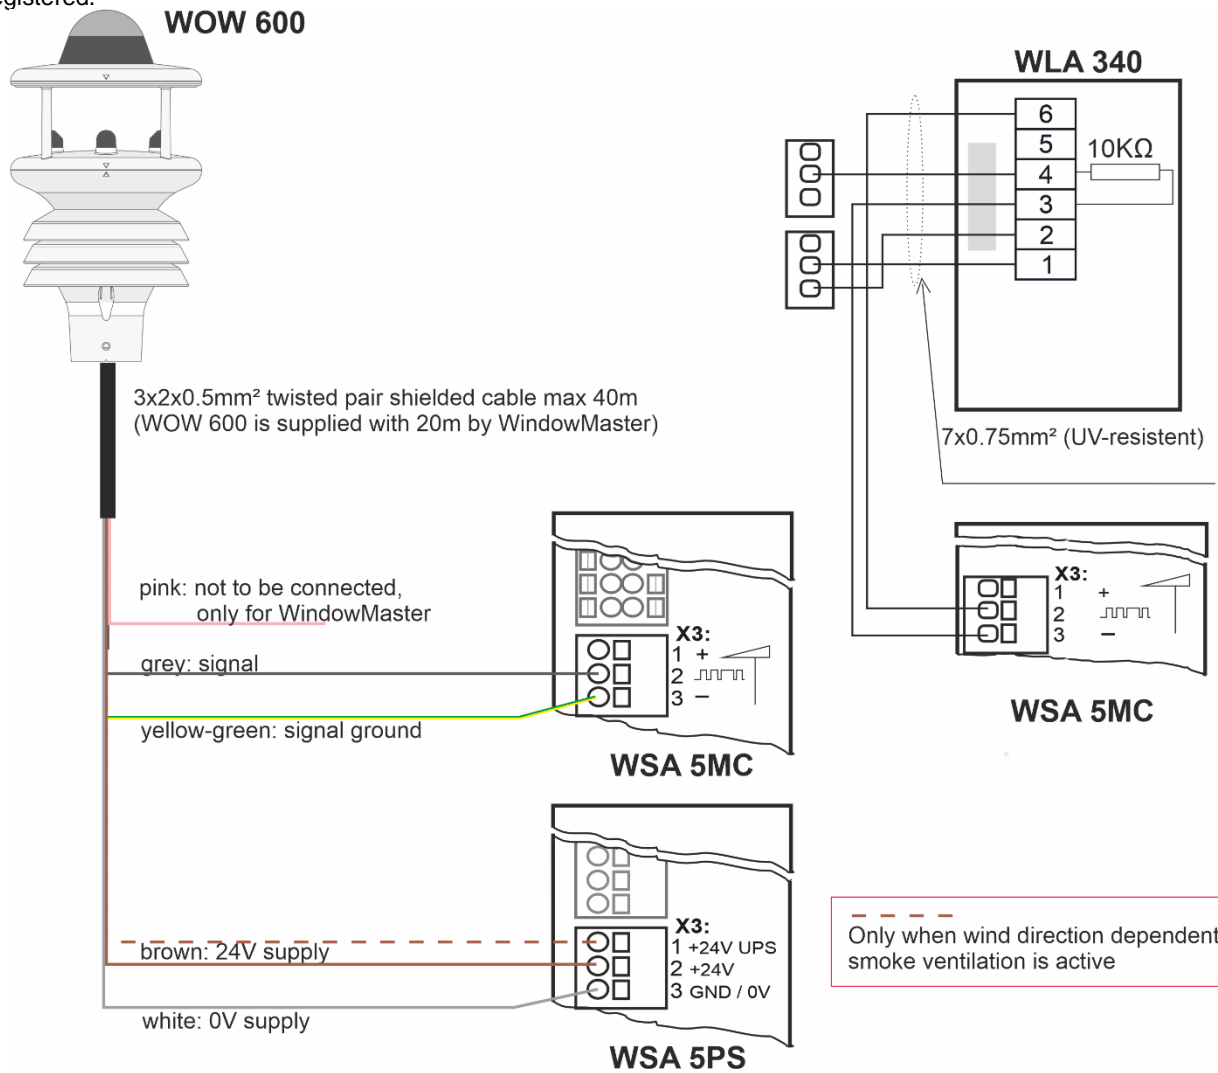 egistered.
WOW 600
WLA 340
6
5
4
3
2
1
10KΩ
3x2x0.5mm² twisted pair shielded cable max 40m
(WOW 600 is supplied with 20m by WindowMaster)
7x0.75mm² (UV-resistent)
pink: not to be connected,
only for WindowMaster
grey: signal
yellow-green: signal ground
X3:
1 +
2
3 −
WSA 5MC
X3:
1 +
2
3 −
WSA 5MC
brown: 24V supply
white: 0V supply
X3:
1 +24V UPS
2 +24V
3 GND / 0V
WSA 5PS
Only when wind direction dependent
smoke ventilation is active